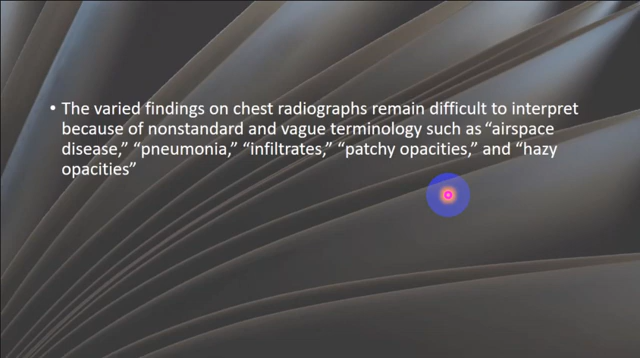 • The varied findings on chest radiographs remain difficult to interpret
because of nonstandard and vague terminology such as “airspace
disease,” “pneumonia,” “infiltrates,” “patchy opacities,” and “hazy
opacities”